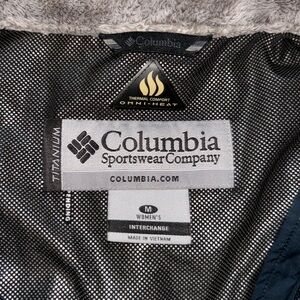 Columbia
THERMAL COMFORT
OMNI-HEAT
TITANIUM
Columbia
Sportswear Company
COLUMBIA.COM
M
WOMEN'S
INTERCHANGE
MADE IN VIETNAM